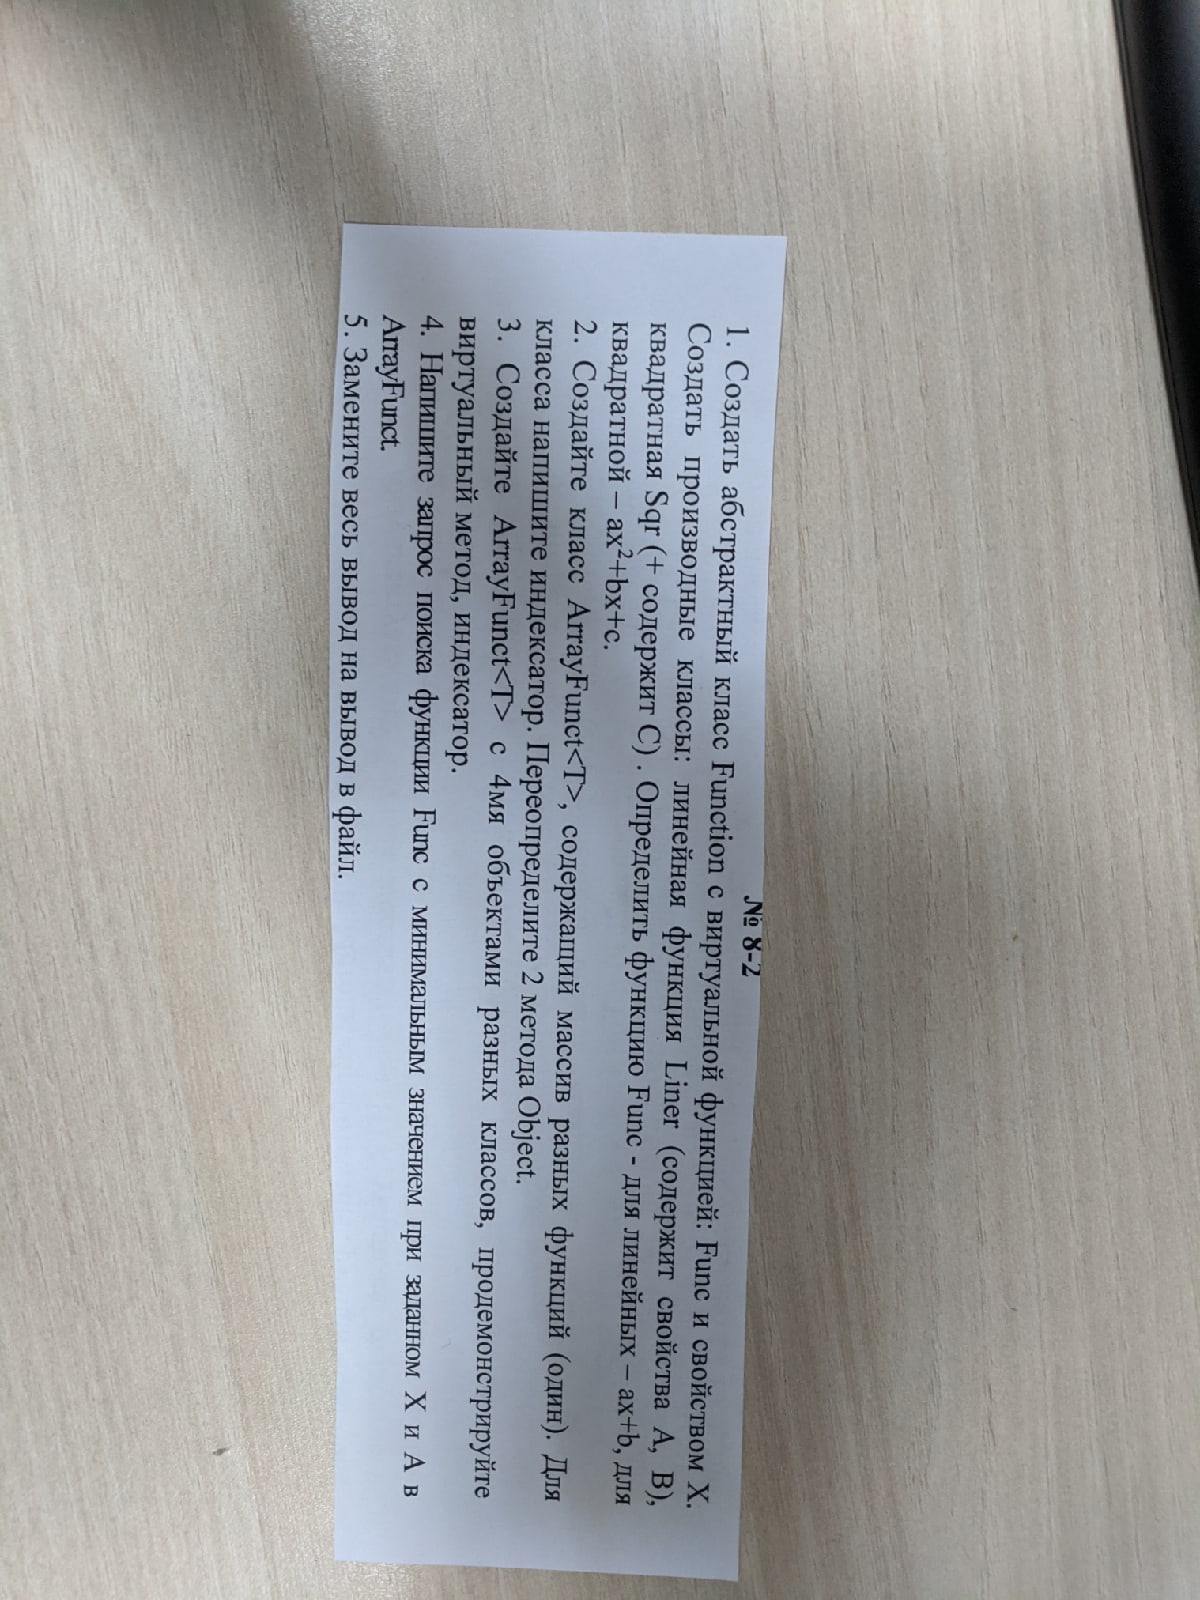 № 8-2
1. Создать абстрактный класс Function с виртуальной функцией: Func и свойством X.
Создать производные классы: линейная функция Liner (содержит свойства А, В),
квадратная Sqr (+ содержит С) . Определить функцию Func - для линейных – ax+b, для
квадратной – ax²+bx+c.
2. Создайте класс ArrayFunct<T>, содержащий массив разных функций (один). Для
класса напишите индексатор. Переопределите 2 метода Object.
3. Создайте ArrayFunct<T> с 4мя объектами разных классов, продемонстрируйте
виртуальный метод, индексатор.
4. Напишите запрос поиска функции Func с минимальным значением при заданном X и А в
ArrayFunct.
5. Замените весь вывод на вывод в файл.